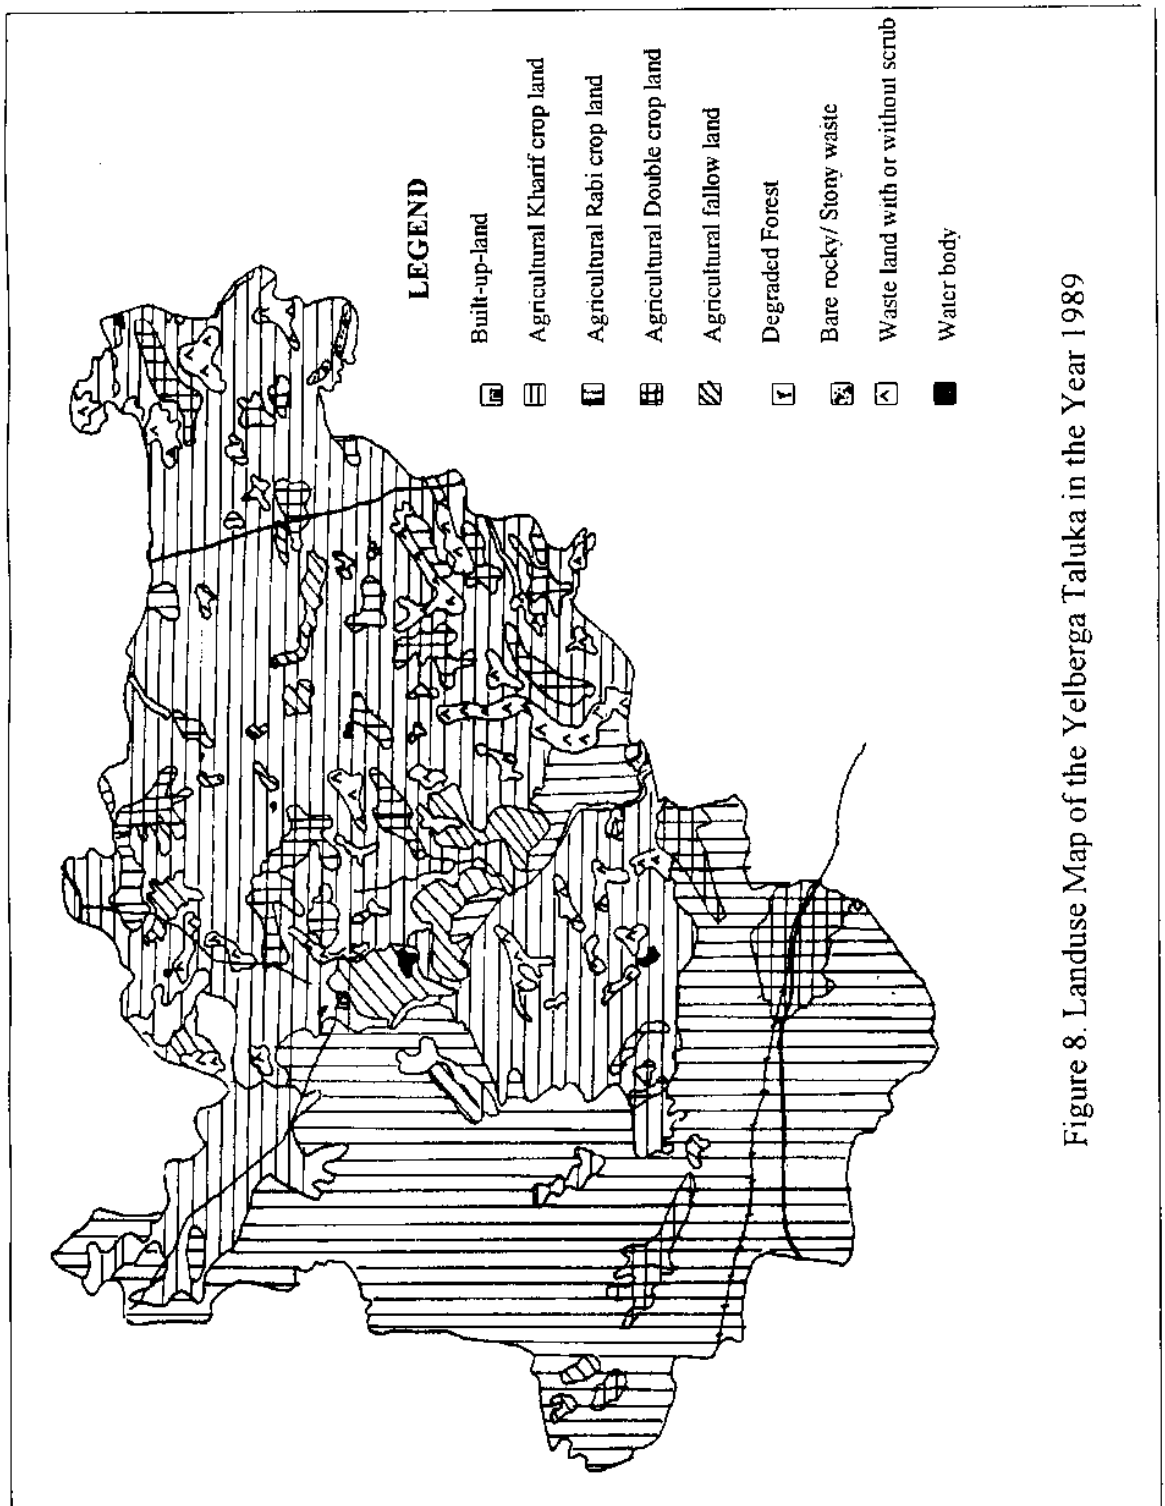 LEGEND
Built-up-land
Agricultural Kharif crop land
Agricultural Rabi crop land
Agricultural Double crop land
Agricultural fallow land
Degraded Forest
Bare rocky/ Stony waste
Waste land with or without scrub
Water body
Figure 8. Landuse Map of the Yelberga Taluka in the Year 1989